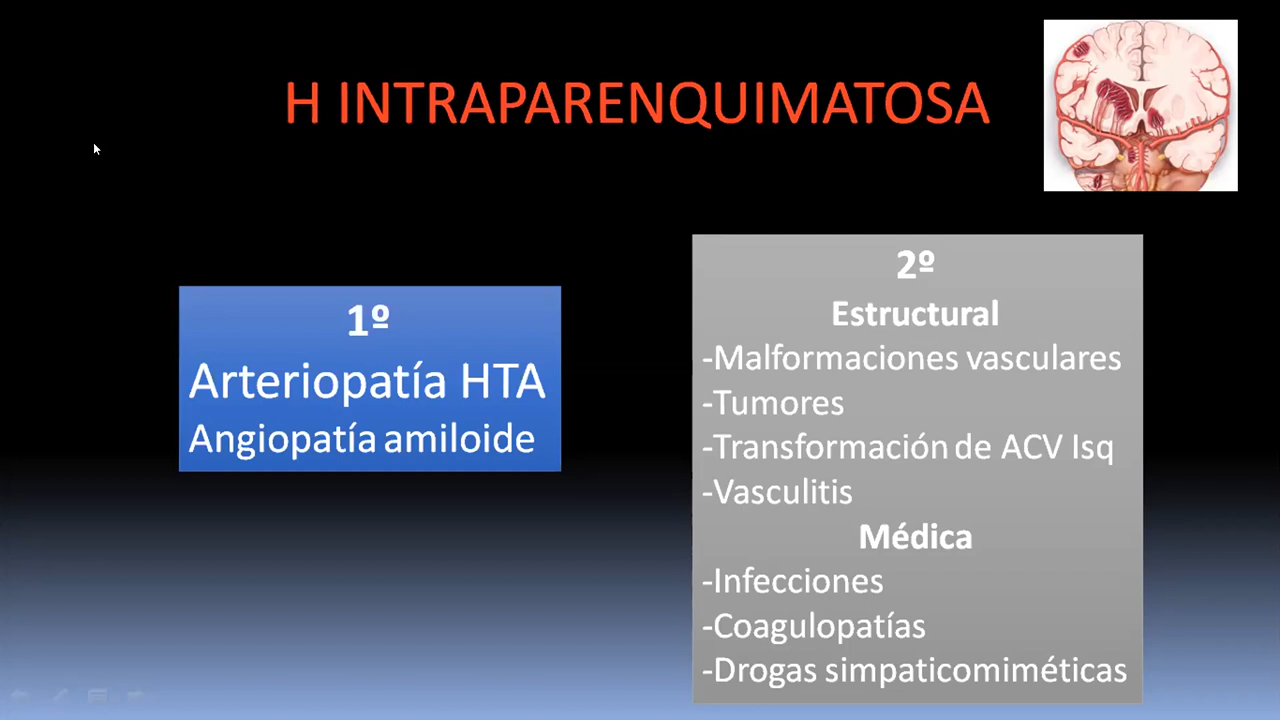 H INTRAPARENQUIMATOSA
1º
Arteriopatía HTA
Angiopatía amiloide
2º
Estructural
-Malformaciones vasculares
-Tumores
-Transformación de ACV Isq
-Vasculitis
Médica
-Infecciones
-Coagulopatías
-Drogas simpaticomiméticas